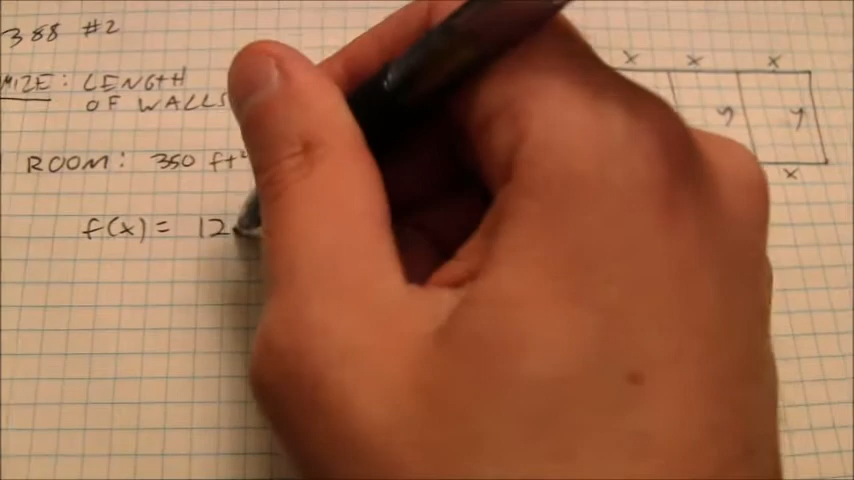 388 #2
MIZE: LENGTH
OF WALLS
ROOM: 350 ft²
f(x) = 12
x x x
y y
x